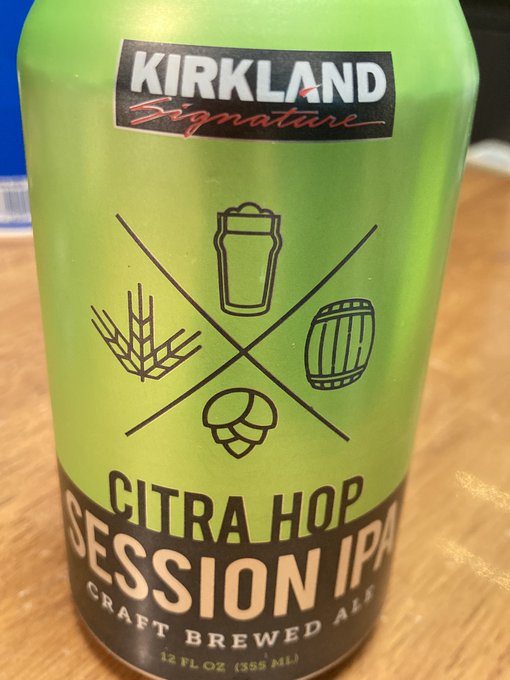 KIRKLAND
Signature
CITRA HOP
SESSION IPA
CRAFT BREWED ALE
12 FL OZ (355 ML)